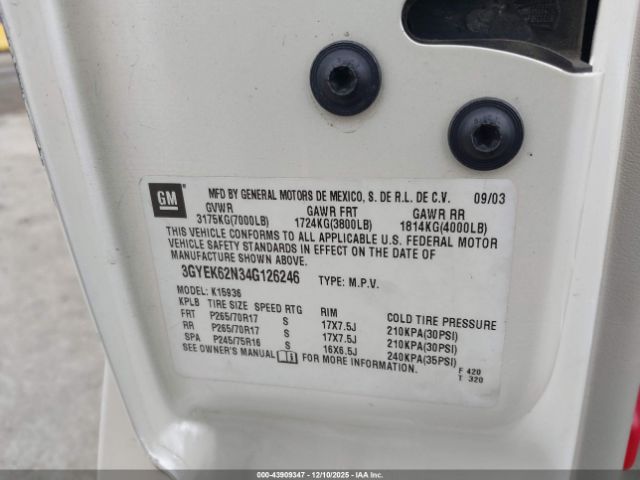 GM MFD BY GENERAL MOTORS DE MEXICO, S. DE R.L. DE C.V. 09/03
GVWR GAWR FRT GAWR RR
3175KG(7000LB) 1724KG(3800LB) 1814KG(4000LB)
THIS VEHICLE CONFORMS TO ALL APPLICABLE U.S. FEDERAL MOTOR
VEHICLE SAFETY STANDARDS IN EFFECT ON THE DATE OF
MANUFACTURE SHOWN ABOVE.
3GYEK62N34G126246 TYPE: M.P.V.
MODEL: K15936
KPLB TIRE SIZE SPEED RTG RIM COLD TIRE PRESSURE
FRT P265/70R17 S 17X7.5J 210KPA(30PSI)
RR P265/70R17 S 17X7.5J 210KPA(30PSI)
SPA P245/75R16 S 16X6.5J 240KPA(35PSI)
SEE OWNER'S MANUAL FOR MORE INFORMATION. F 420
T 320
000-43909347 - 12/10/2025 - COPART